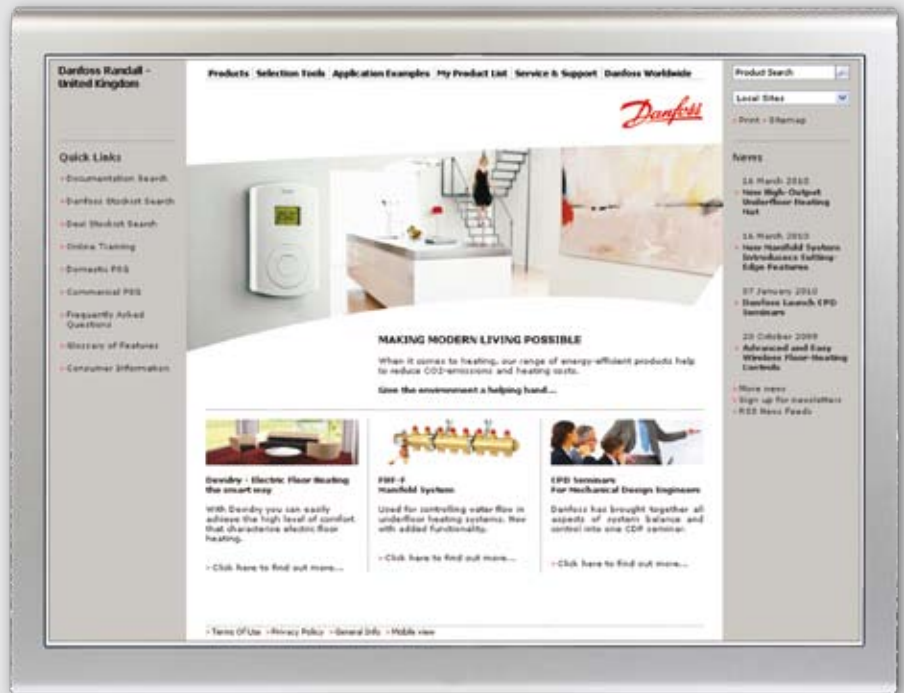 Danfoss Randall -
United Kingdom
Products
Selection Tools
Application Examples
My Product List
Service & Support
Danfoss Worldwide
Product Search
Local Sites
Print
Sitemap
Danfoss
Quick Links
Documentation Search
Danfoss Stockist Search
Devi Stockist Search
Online Training
Domestic
Commercial
Frequently Asked
Questions
Glossary of Features
Consumer Information
MAKING MODERN LIVING POSSIBLE
When it comes to heating, our range of energy-efficient products help
to reduce CO2-emissions and heating costs.
Give the environment a helping hand...
Devidry - Electric Floor Heating
the smart way
With Devidry you can easily
achieve the high level of comfort
that characterise electric floor
heating.
Click here to find out more...
Manifold System
Used for controlling water flow in
underfloor heating systems. Now
with added functionality.
Click here to find out more...
CPD Seminars
For Mechanical Design Engineers
Danfoss has brought together all
aspects of system balance and
control into one CDP seminar.
Click here to find out more...
News
16 March 2010
New High-Output
Underfloor Heating
Mat
16 March 2010
New Manifold System
Introduces Cutting-
Edge Features
07 January 2010
Danfoss Launch CPD
Seminars
20 October 2009
Advanced and Easy
Wireless Floor-Heating
Controls
More news
Sign up for newsletters
RSS News Feeds
Terms Of Use
Privacy Policy
General Info
Mobile view